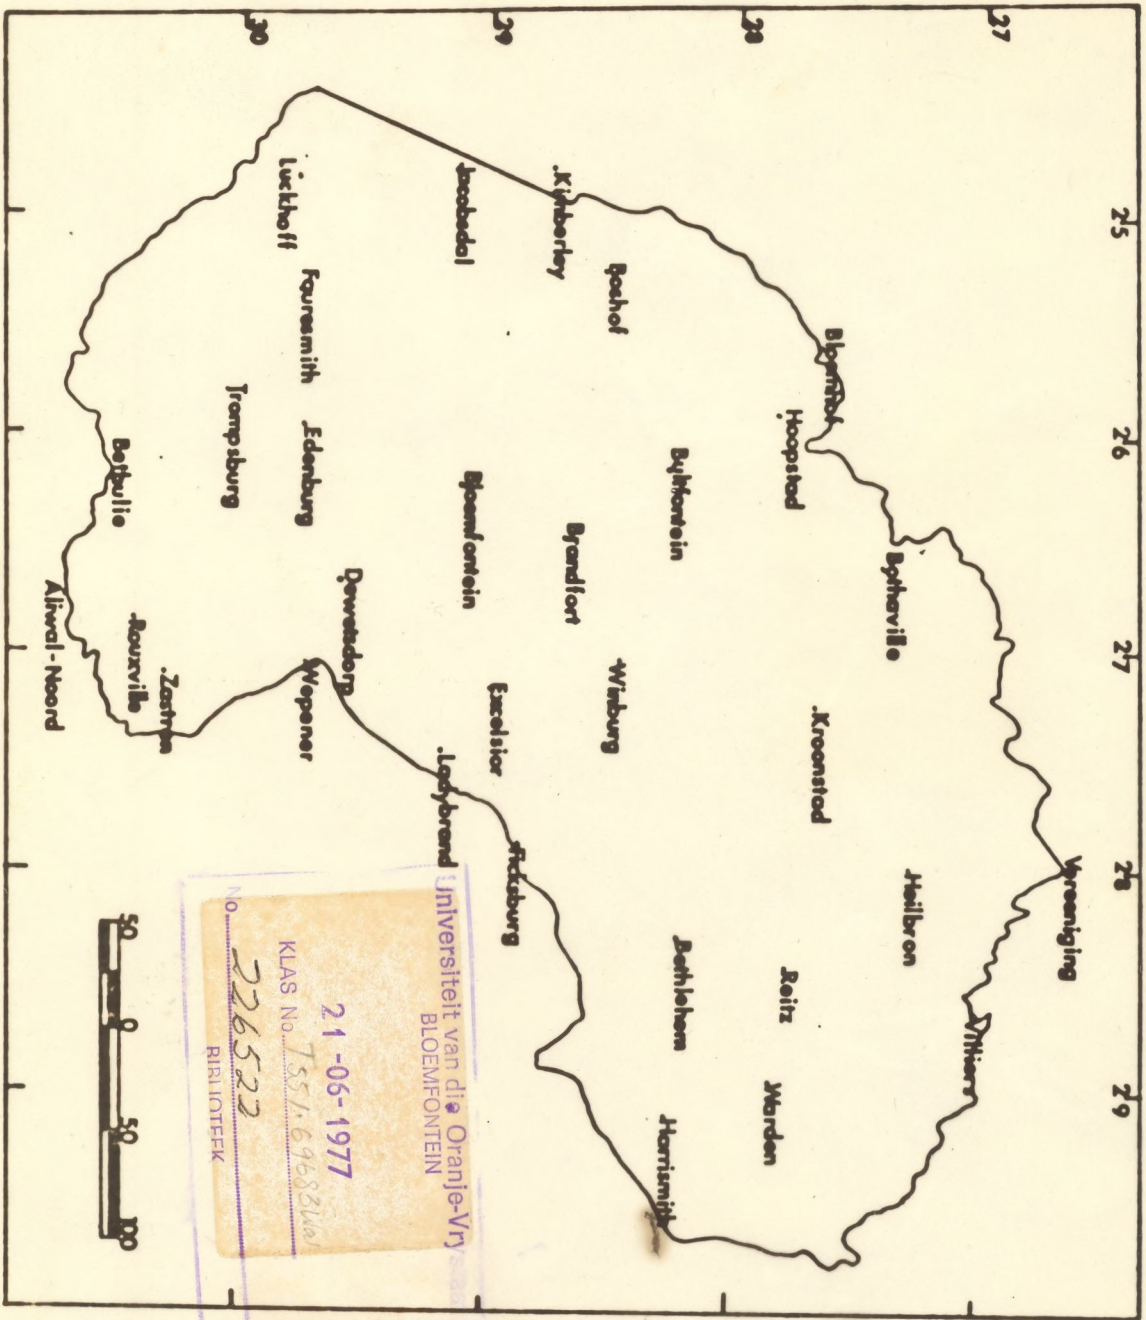 25
26
27
28
29
27
28
29
30
Vereeniging
Villiers
Heilbron
Bothaville
Bloemhof
Hoopstad
Kroonstad
Reitz
Warden
Bultfontein
Bethlehem
Harrismith
Boshof
Winburg
Kimberley
Brandfort
Ficksburg
Excelsior
Jacobsdal
Bloemfontein
Ladybrand
Dewetsdorp
Luckhoff
Fauresmith
Edenburg
Wepener
Trompsburg
Zastron
Rouxville
Bethulie
Aliwal-Noord
50 0 50 100
Universiteit van die Oranje-Vrystaat
BLOEMFONTEIN
21 -06- 1977
KLAS No.
No. 226522
BIBLIOTEEK